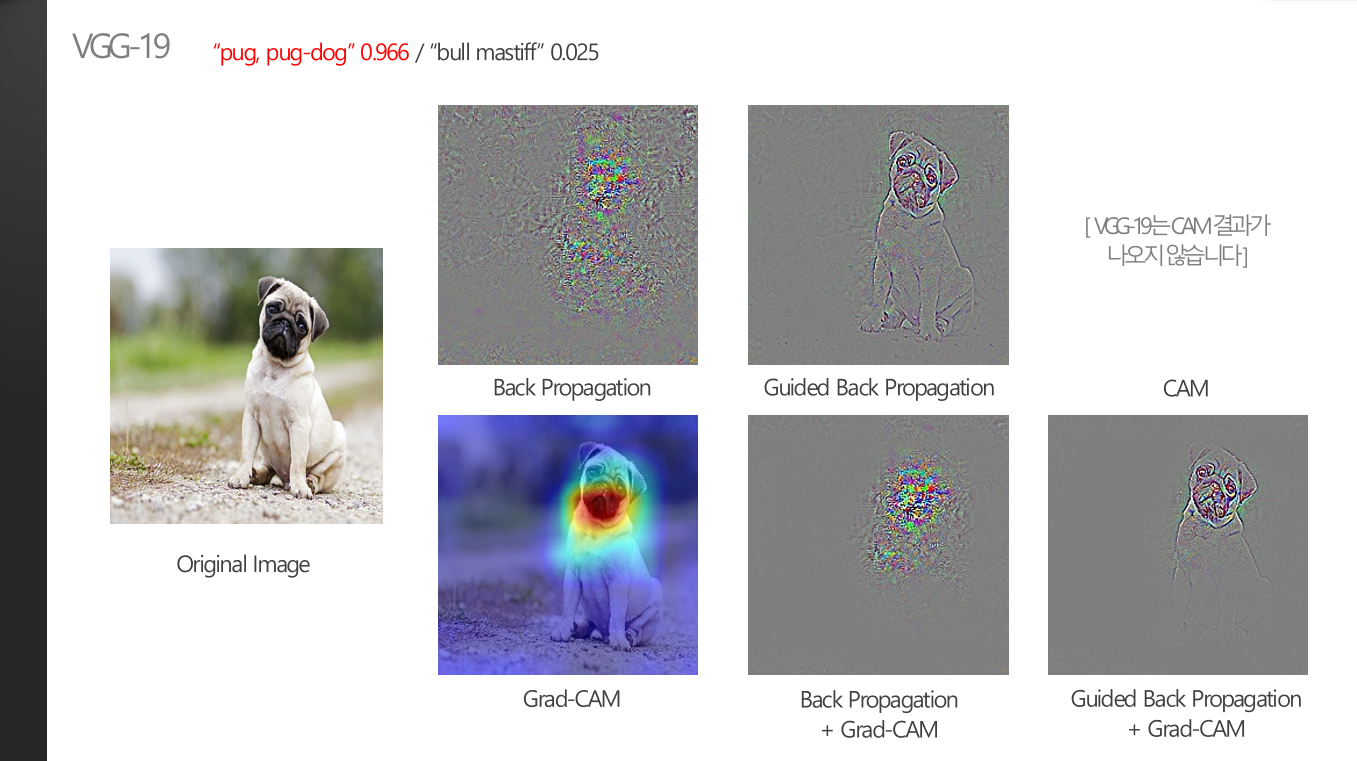 VGG-19
"pug, pug-dog" 0.966 / "bull mastiff" 0.025
[ VGG-19는 CAM 결과가
나오지 않습니다 ]
Original Image
Back Propagation
Guided Back Propagation
CAM
Grad-CAM
Back Propagation
+ Grad-CAM
Guided Back Propagation
+ Grad-CAM